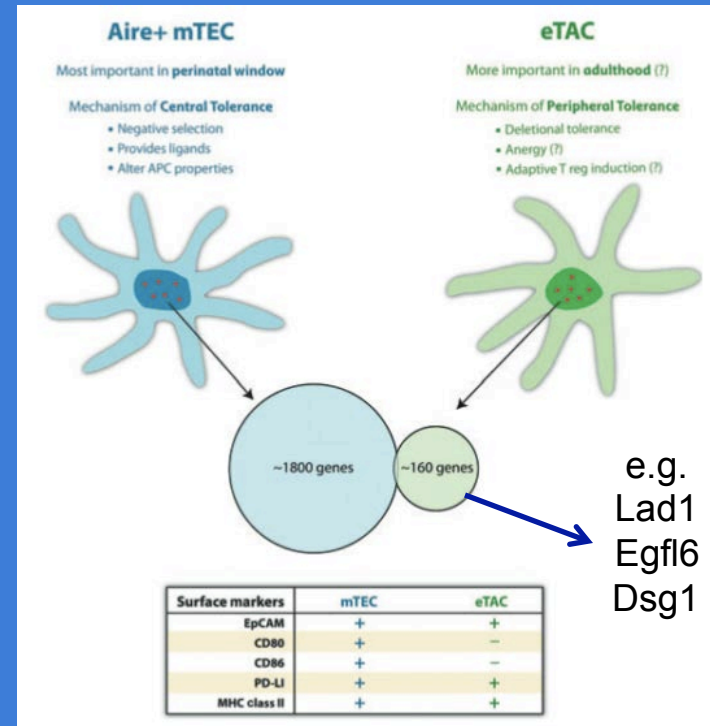 Aire+ mTEC
Most important in perinatal window
Mechanism of Central Tolerance
• Negative selection
• Provides ligands
• Alter APC properties
eTAC
More important in adulthood (?)
Mechanism of Peripheral Tolerance
• Deletional tolerance
• Anergy (?)
• Adaptive T reg induction (?)
~1800 genes
~160 genes
e.g.
Lad1
Egfl6
Dsg1
Surface markers mTEC eTAC
EpCAM + +
CD80 + −
CD86 + −
PD-LI + +
MHC class II + +